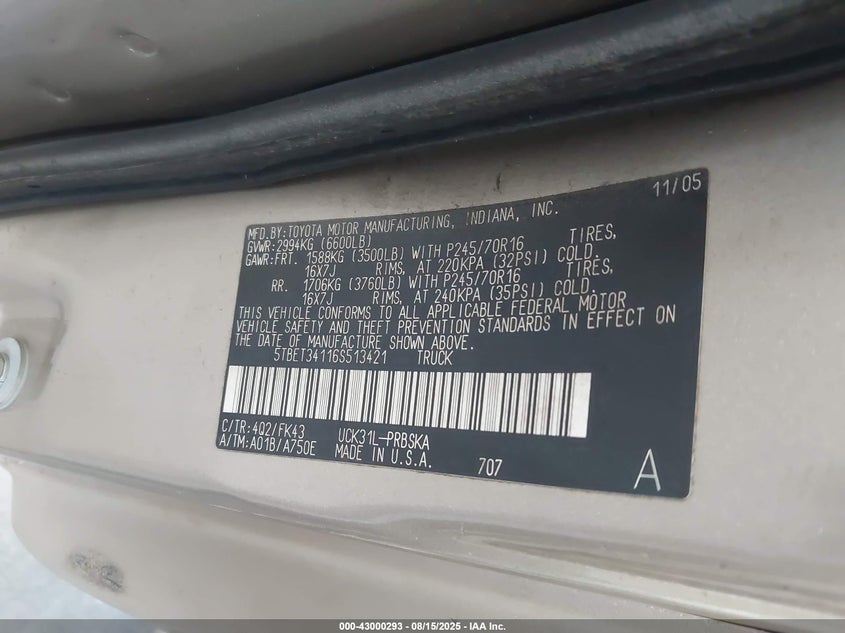 11/05
MFD.BY:TOYOTA MOTOR MANUFACTURING, INDIANA, INC.
GVWR:2994KG (6600LB)
GAWR:FRT. 1588KG (3500LB) WITH P245/70R16 TIRES,
16X7J RIMS, AT 220KPA (32PSI) COLD.
RR. 1706KG (3760LB) WITH P245/70R16 TIRES,
16X7J RIMS, AT 240KPA (35PSI) COLD.
THIS VEHICLE CONFORMS TO ALL APPLICABLE FEDERAL MOTOR
VEHICLE SAFETY AND THEFT PREVENTION STANDARDS IN EFFECT ON
THE DATE OF MANUFACTURE SHOWN ABOVE.
5TBET34116S513421 TRUCK
C/TR:4Q2/FK43 UCK31L-PRBSKA
A/TM:A01B/A750E MADE IN U.S.A. 707 A
000-43000293 - 08/15/2025 - IAA Inc.